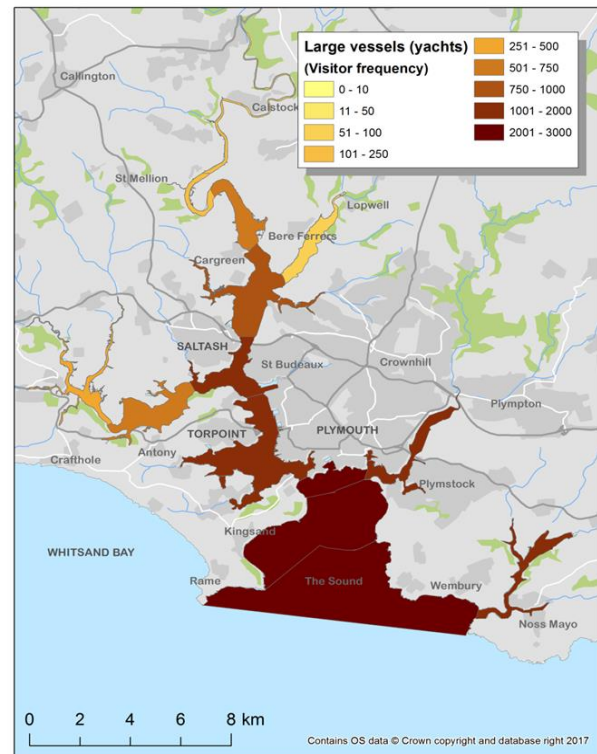 Large vessels (yachts)
(Visitor frequency)
0 - 10
11 - 50
51 - 100
101 - 250
251 - 500
501 - 750
750 - 1000
1001 - 2000
2001 - 3000
Callington
Calstock
St Mellion
Lopwell
Bere Ferrers
Cargreen
SALTASH
St Budeaux
Crownhill
Plympton
TORPOINT
PLYMOUTH
Antony
Crafthole
Plymstock
Kingsand
WHITSAND BAY
Rame
The Sound
Wembury
Noss Mayo
0 2 4 8 km
Contains OS data © Crown copyright and database right 2017